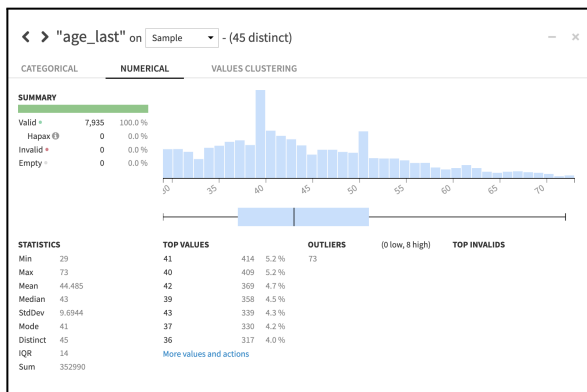 "age_last" on Sample - (45 distinct)
CATEGORICAL NUMERICAL VALUES CLUSTERING
SUMMARY
Valid 7,935 100.0 %
Hapax 0 0.0 %
Invalid 0 0.0 %
Empty 0 0.0 %
30 35 40 45 50 55 60 65 70
STATISTICS
Min 29
Max 73
Mean 44.485
Median 43
StdDev 9.6944
Mode 41
Distinct 45
IQR 14
Sum 352990
TOP VALUES
41 414 5.2 %
40 409 5.2 %
42 369 4.7 %
39 358 4.5 %
43 339 4.3 %
37 330 4.2 %
36 317 4.0 %
More values and actions
OUTLIERS (0 low, 8 high)
73
TOP INVALIDS